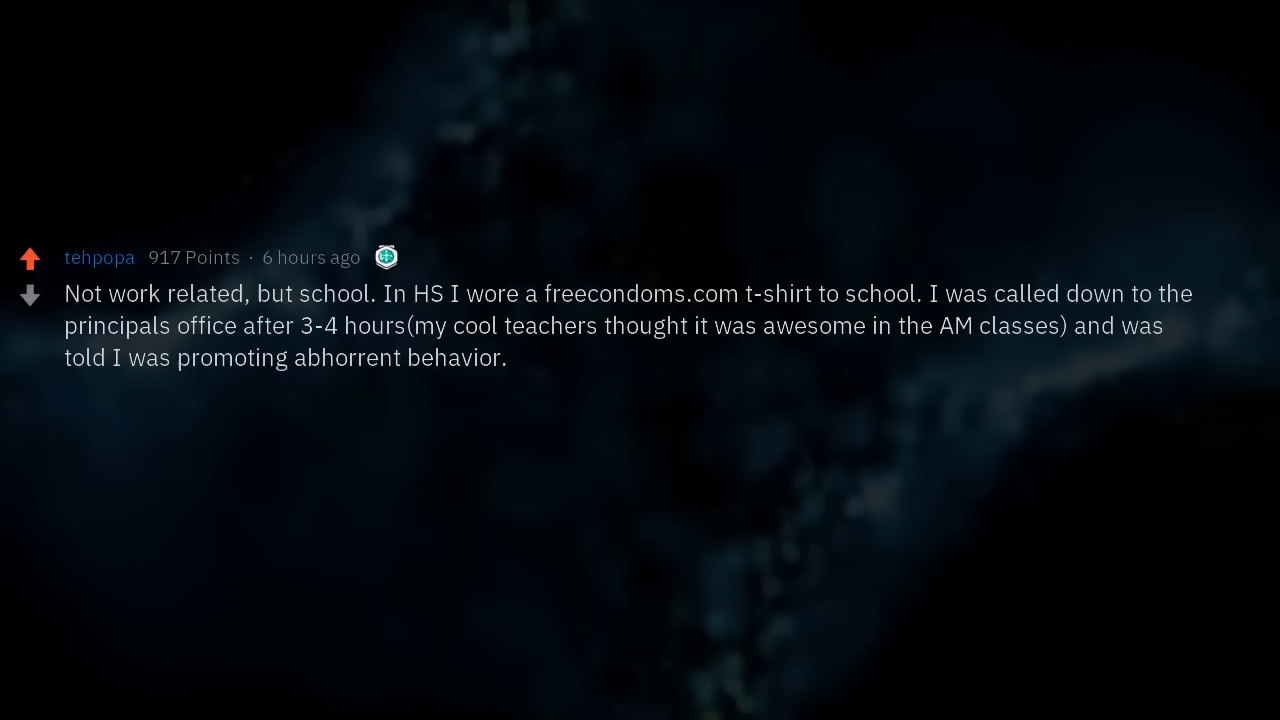 tehpopa 917 Points · 6 hours ago
Not work related, but school. In HS I wore a freecondoms.com t-shirt to school. I was called down to the
principals office after 3-4 hours(my cool teachers thought it was awesome in the AM classes) and was
told I was promoting abhorrent behavior.